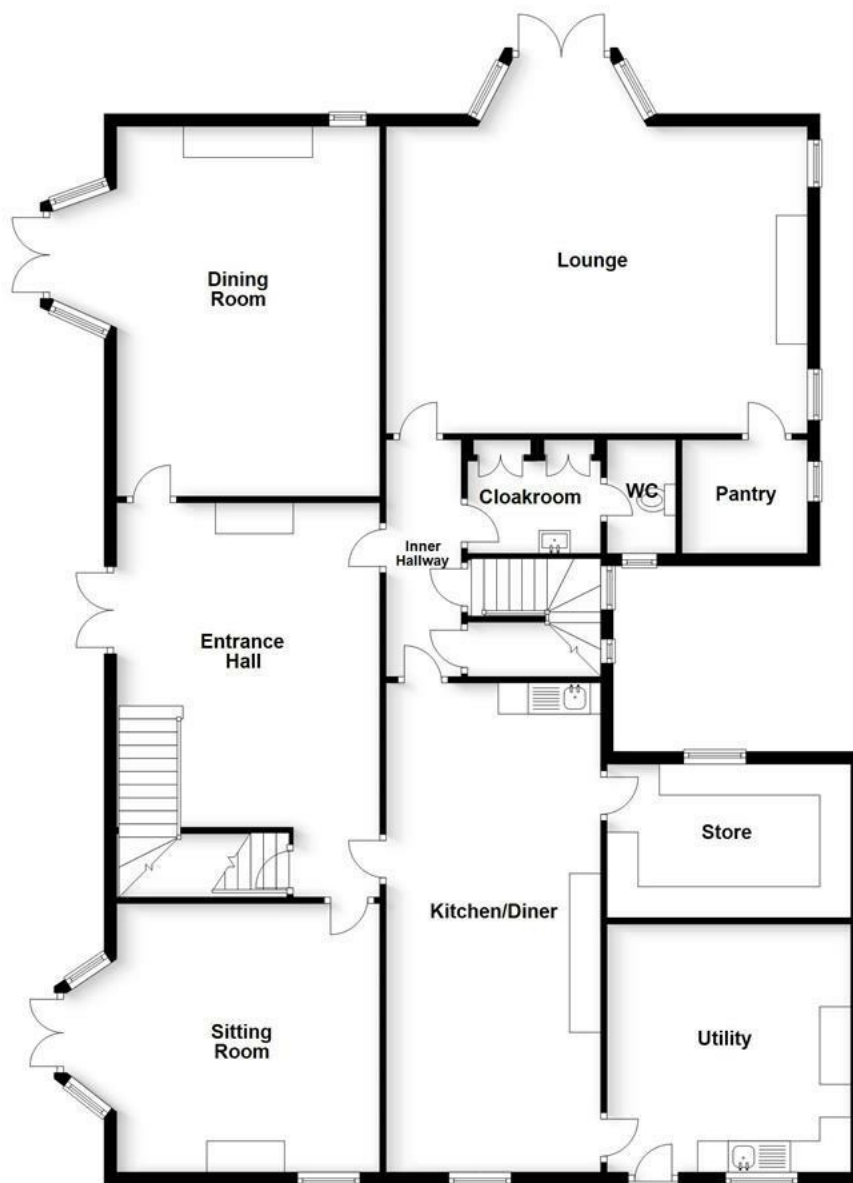 Dining
Room
Lounge
Cloakroom
WC
Pantry
Inner
Hallway
Entrance
Hall
Store
Kitchen/Diner
Sitting
Room
Utility